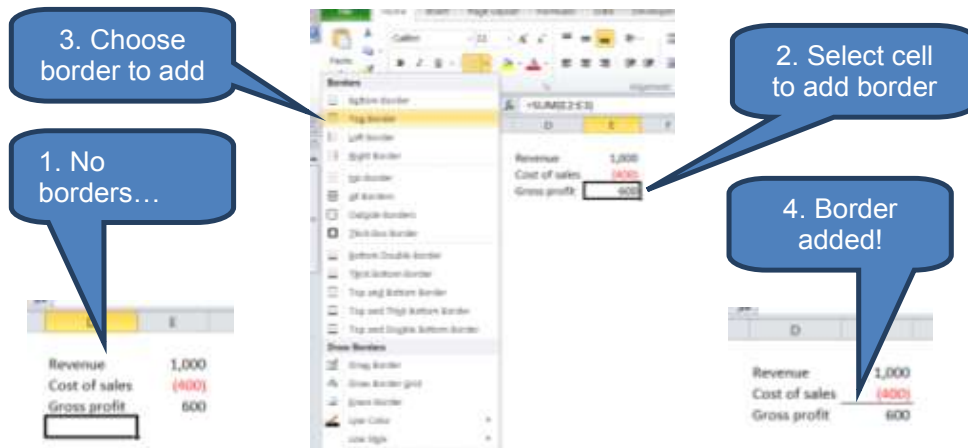 3. Choose
border to add
2. Select cell
to add border
1. No
borders…
4. Border
added!
Calibri
Borders
Bottom Border
Top Border
Left Border
Right Border
No Border
All Borders
Outside Borders
Thick Box Border
Bottom Double Border
Thick Bottom Border
Top and Bottom Border
Top and Thick Bottom Border
Top and Double Bottom Border
Draw Borders
Draw Border
Draw Border Grid
Erase Border
Line Color
Line Style
=SUM(E2:E3)
D E F
Revenue 1,000
Cost of sales (400)
Gross profit 600
E
Revenue 1,000
Cost of sales (400)
Gross profit 600
D
Revenue 1,000
Cost of sales (400)
Gross profit 600